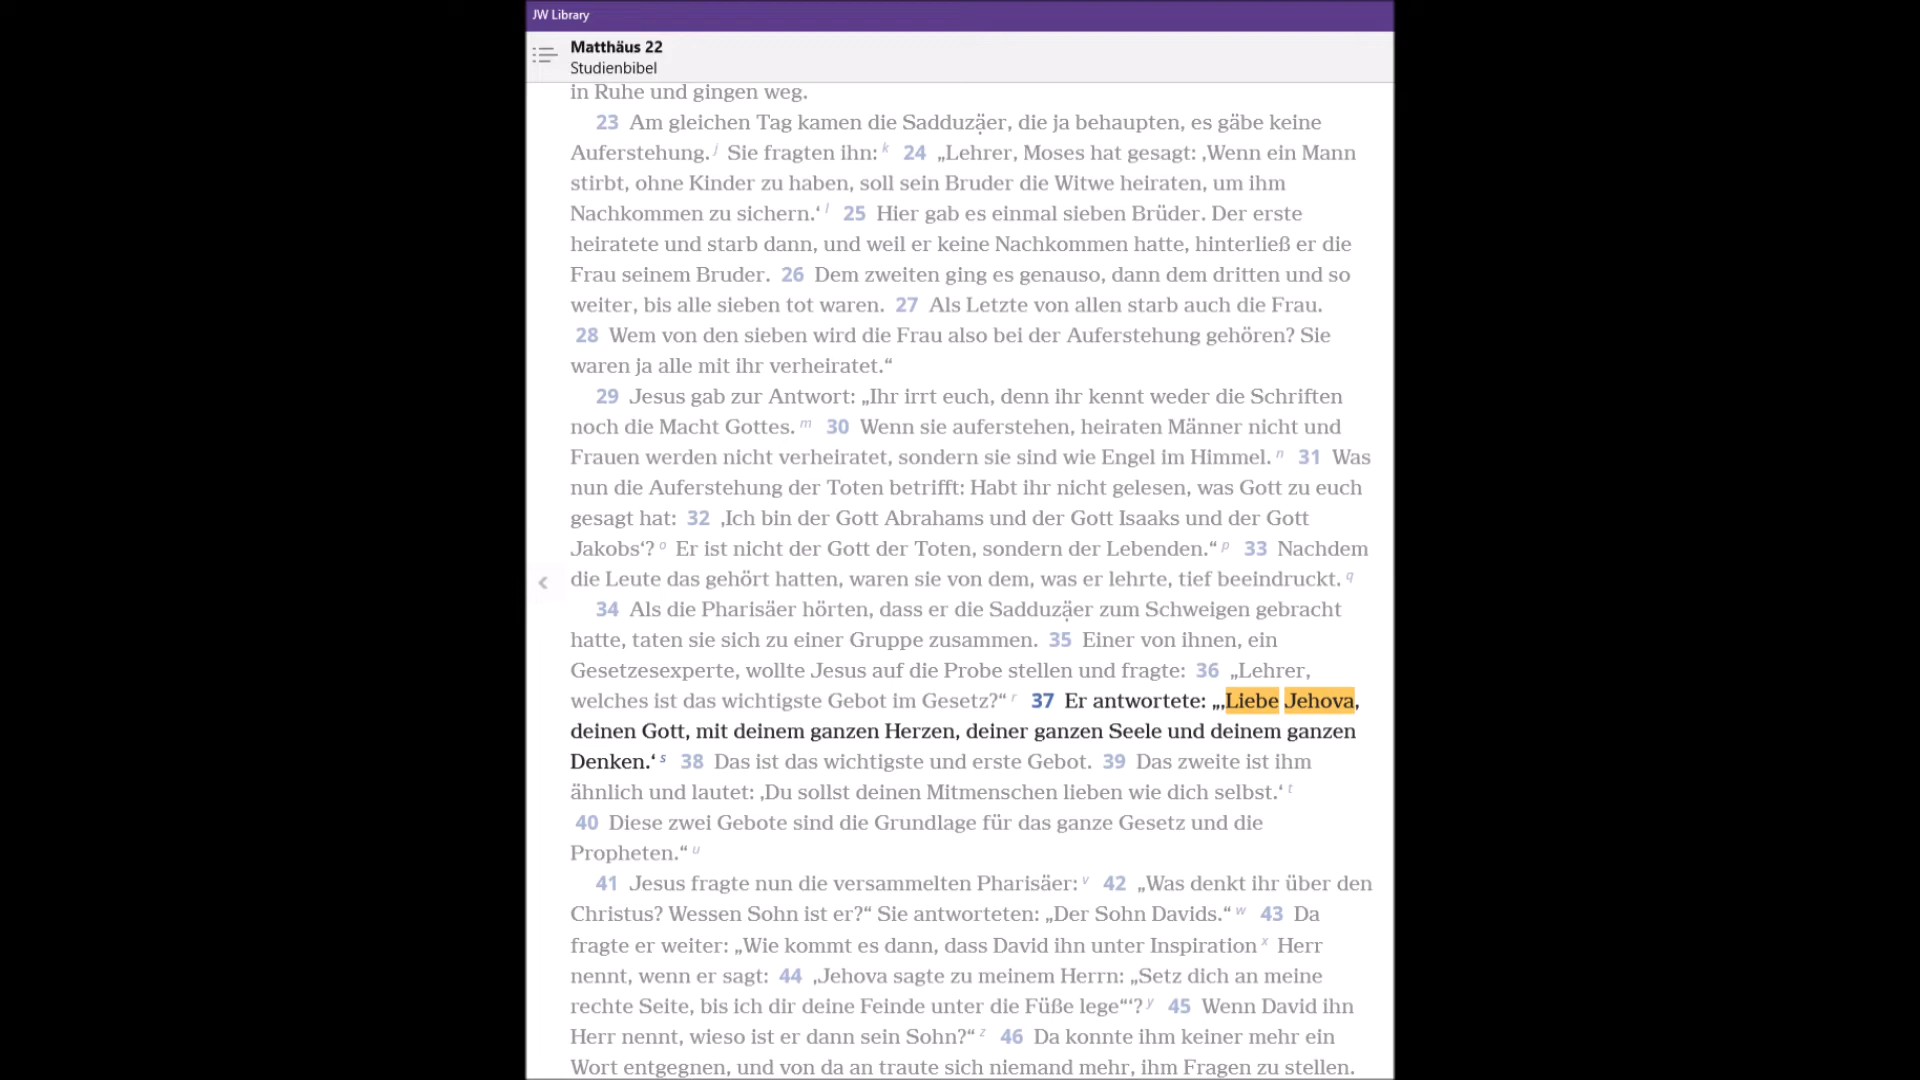 JW Library
Matthäus 22
Studienbibel
in Ruhe und gingen weg.
23 Am gleichen Tag kamen die Sadduzạ̈er, die ja behaupten, es gäbe keine
Auferstehung. j Sie fragten ihn: k 24 „Lehrer, Moses hat gesagt: ‚Wenn ein Mann
stirbt, ohne Kinder zu haben, soll sein Bruder die Witwe heiraten, um ihm
Nachkommen zu sichern.‘ l 25 Hier gab es einmal sieben Brüder. Der erste
heiratete und starb dann, und weil er keine Nachkommen hatte, hinterließ er die
Frau seinem Bruder. 26 Dem zweiten ging es genauso, dann dem dritten und so
weiter, bis alle sieben tot waren. 27 Als Letzte von allen starb auch die Frau.
28 Wem von den sieben wird die Frau also bei der Auferstehung gehören? Sie
waren ja alle mit ihr verheiratet.“
29 Jesus gab zur Antwort: „Ihr irrt euch, denn ihr kennt weder die Schriften
noch die Macht Gottes. m 30 Wenn sie auferstehen, heiraten Männer nicht und
Frauen werden nicht verheiratet, sondern sie sind wie Engel im Himmel. n 31 Was
nun die Auferstehung der Toten betrifft: Habt ihr nicht gelesen, was Gott zu euch
gesagt hat: 32 ‚Ich bin der Gott Abrahams und der Gott Isaaks und der Gott
Jakobs‘? o Er ist nicht der Gott der Toten, sondern der Lebenden.“ p 33 Nachdem
die Leute das gehört hatten, waren sie von dem, was er lehrte, tief beeindruckt. q
34 Als die Pharisäer hörten, dass er die Sadduzạ̈er zum Schweigen gebracht
hatte, taten sie sich zu einer Gruppe zusammen. 35 Einer von ihnen, ein
Gesetzesexperte, wollte Jesus auf die Probe stellen und fragte: 36 „Lehrer,
welches ist das wichtigste Gebot im Gesetz?“ r 37 Er antwortete: „‚Liebe Jehova,
deinen Gott, mit deinem ganzen Herzen, deiner ganzen Seele und deinem ganzen
Denken.‘ s 38 Das ist das wichtigste und erste Gebot. 39 Das zweite ist ihm
ähnlich und lautet: ‚Du sollst deinen Mitmenschen lieben wie dich selbst.‘ t
40 Diese zwei Gebote sind die Grundlage für das ganze Gesetz und die
Propheten.“ u
41 Jesus fragte nun die versammelten Pharisäer: v 42 „Was denkt ihr über den
Christus? Wessen Sohn ist er?“ Sie antworteten: „Der Sohn Davids.“ w 43 Da
fragte er weiter: „Wie kommt es dann, dass David ihn unter Inspiration x Herr
nennt, wenn er sagt: 44 ‚Jehova sagte zu meinem Herrn: „Setz dich an meine
rechte Seite, bis ich dir deine Feinde unter die Füße lege“‘? y 45 Wenn David ihn
Herr nennt, wieso ist er dann sein Sohn?“ z 46 Da konnte ihm keiner mehr ein
Wort entgegnen, und von da an traute sich niemand mehr, ihm Fragen zu stellen.